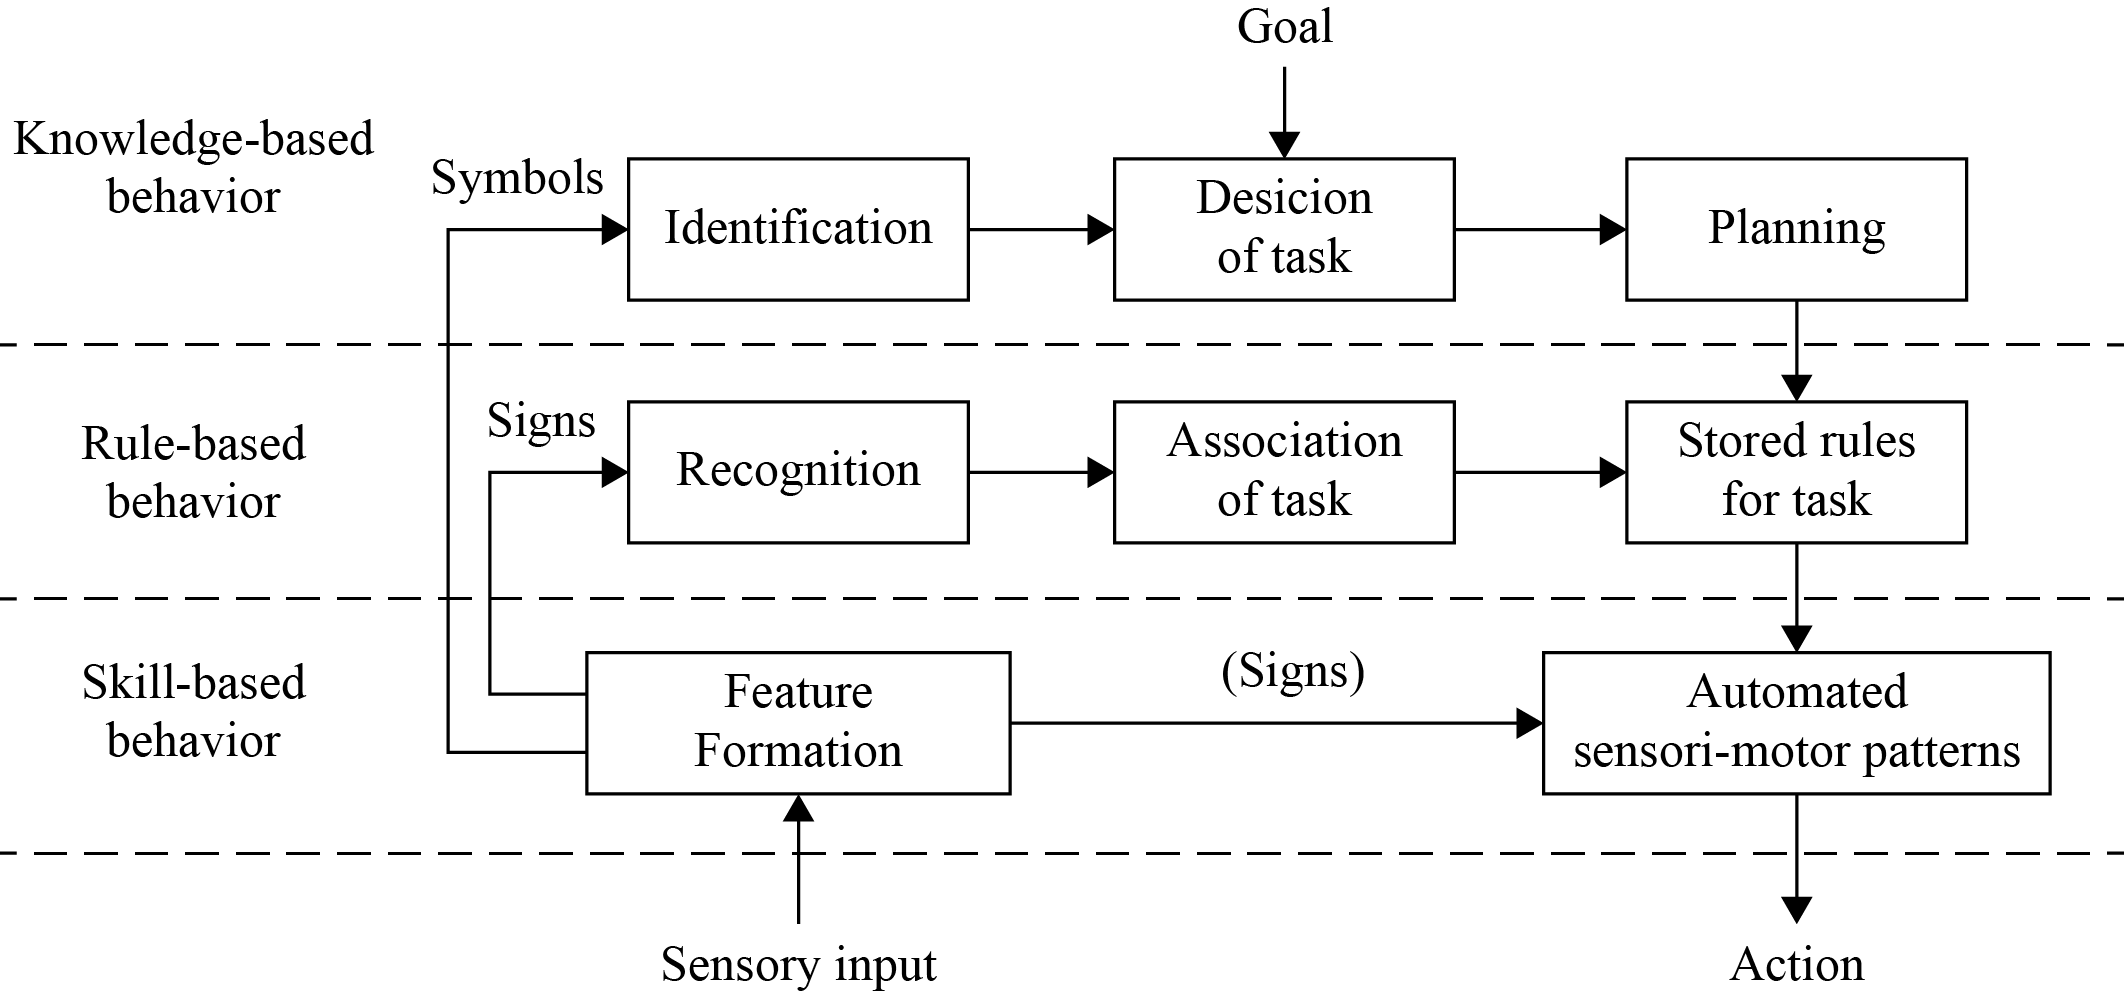 Goal
Knowledge-based
behavior
Symbols
Identification
Desicion
of task
Planning
Rule-based
behavior
Signs
Recognition
Association
of task
Stored rules
for task
Skill-based
behavior
Feature
Formation
(Signs)
Automated
sensori-motor patterns
Sensory input
Action